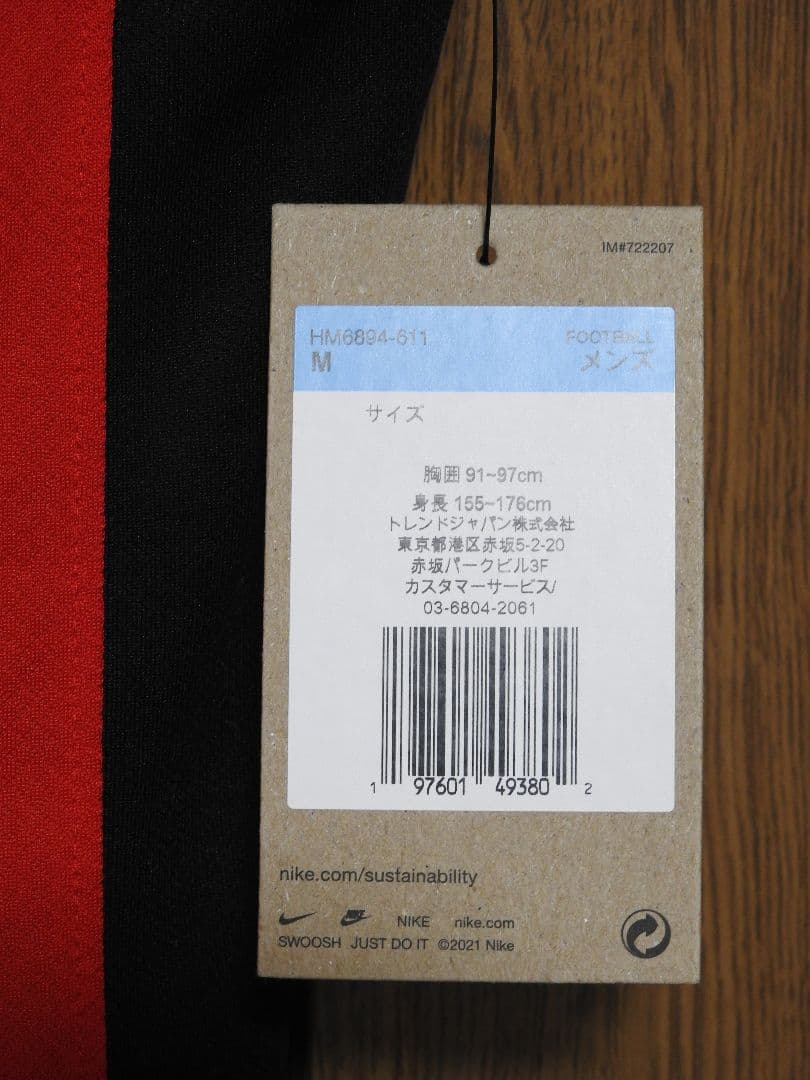 IM#722207
HM6894-611 FOOTBALL
M メンズ
サイズ
胸囲 91~97cm
身長 155~176cm
トレンドジャパン株式会社
東京都港区赤坂5-2-20
赤坂パークビル3F
カスタマーサービス/
03-6804-2061
1 97601 49380 2
nike.com/sustainability
NIKE nike.com
SWOOSH JUST DO IT ©2021 Nike